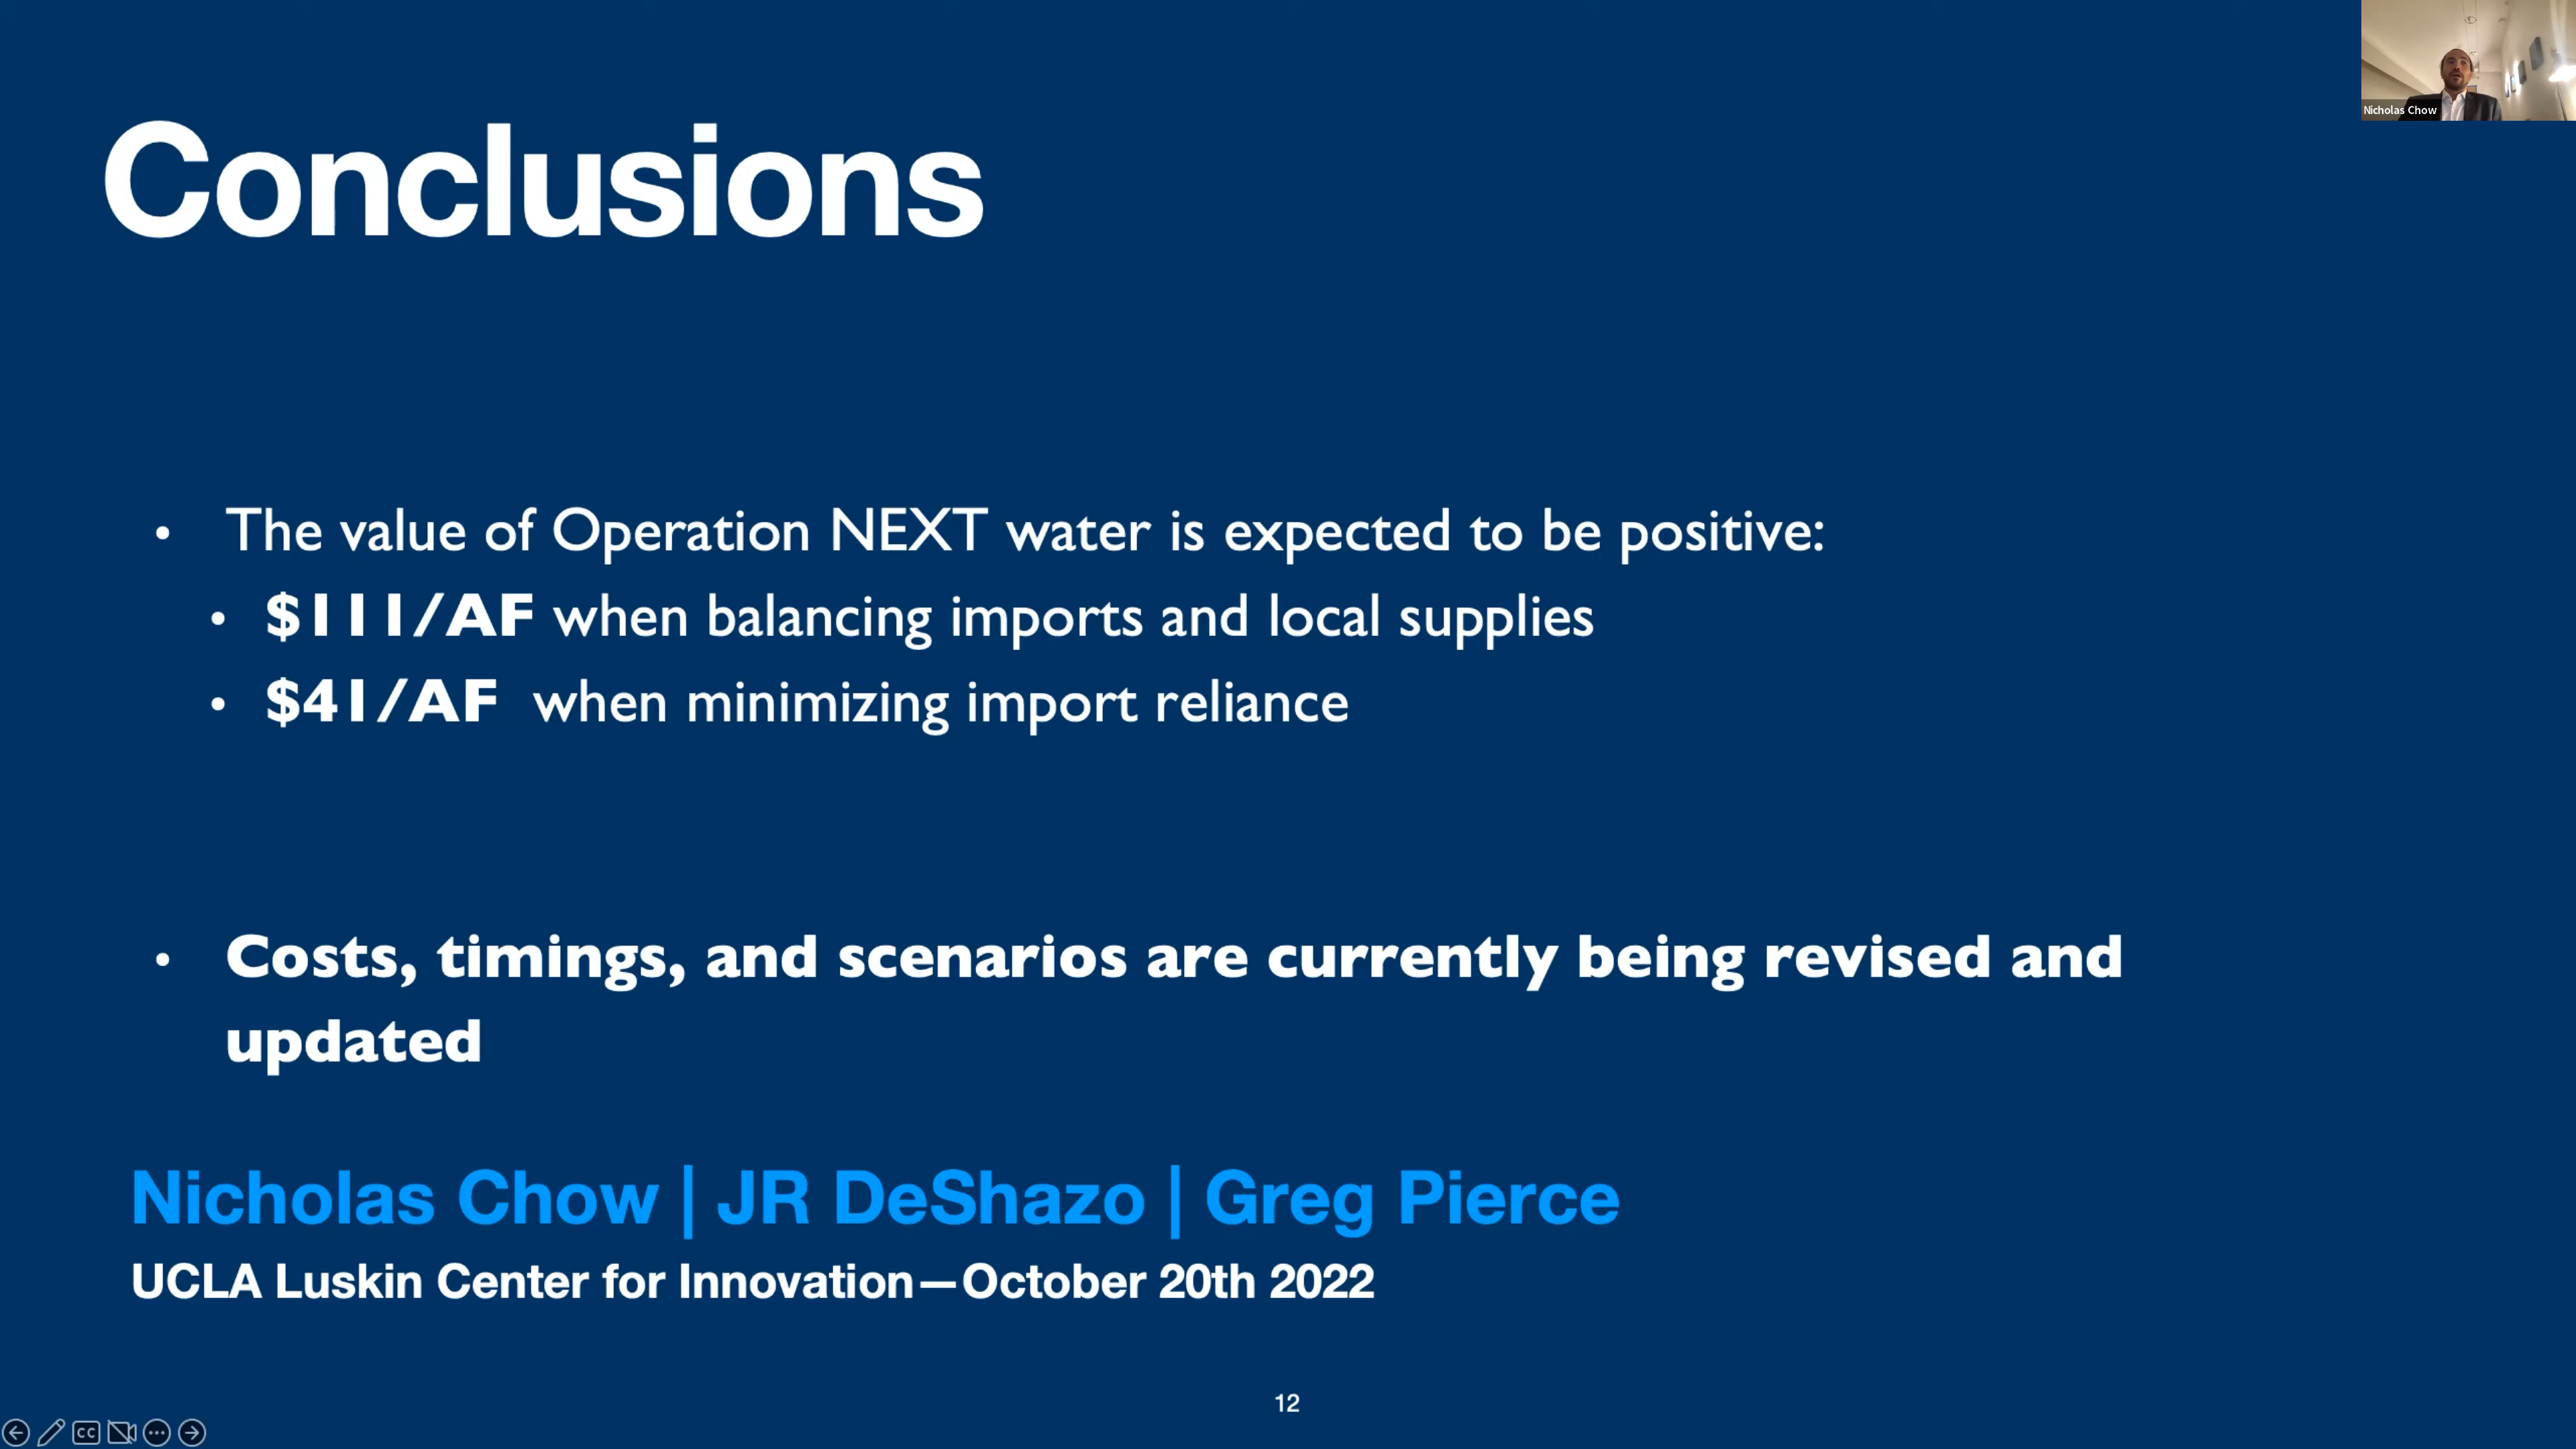 Nicholas Chow
Conclusions
• The value of Operation NEXT water is expected to be positive:
• $111/AF when balancing imports and local supplies
• $41/AF when minimizing import reliance
• Costs, timings, and scenarios are currently being revised and
updated
Nicholas Chow | JR DeShazo | Greg Pierce
UCLA Luskin Center for Innovation—October 20th 2022
12
CC